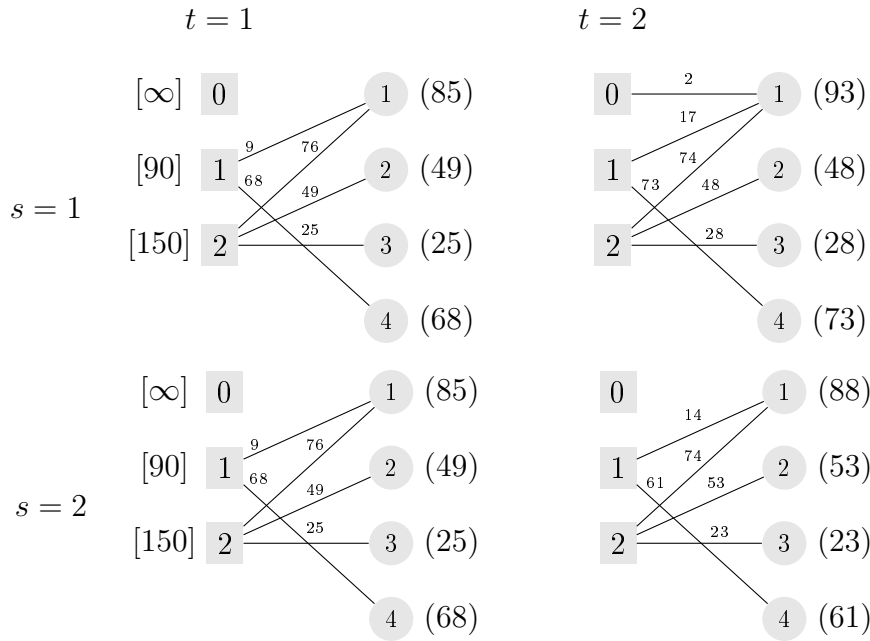 t = 1 t = 2
[∞] 0 1 (85) 0 2 1 (93)
9 76 17
[90] 1 2 (49) 1 74 2 (48)
68 49 73 48
s = 1
[150] 2 25 3 (25) 2 28 3 (28)
4 (68) 4 (73)
[∞] 0 1 (85) 0 1 (88)
9 76 14 74
[90] 1 2 (49) 1 2 (53)
68 49 61 53
s = 2
[150] 2 25 3 (25) 2 23 3 (23)
4 (68) 4 (61)